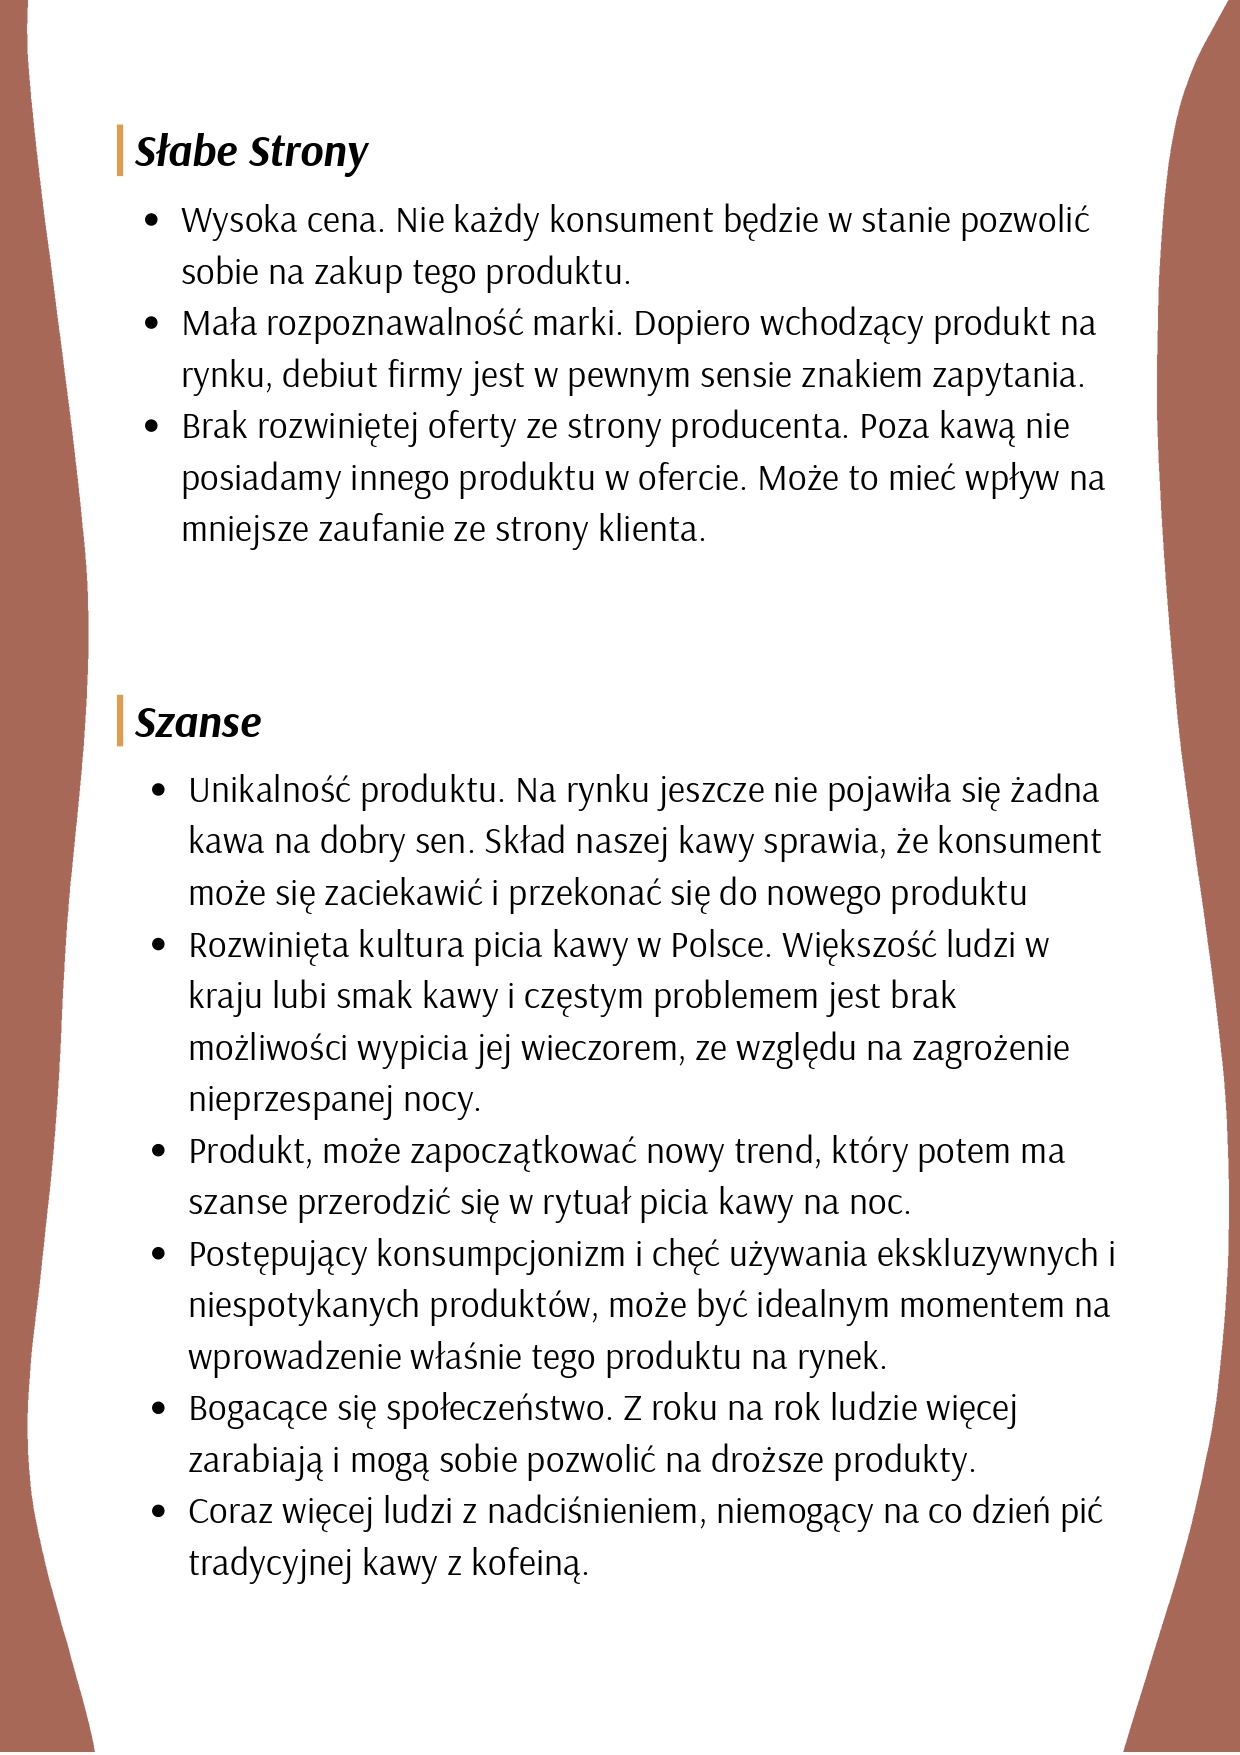 Słabe Strony
• Wysoka cena. Nie każdy konsument będzie w stanie pozwolić
sobie na zakup tego produktu.
• Mała rozpoznawalność marki. Dopiero wchodzący produkt na
rynku, debiut firmy jest w pewnym sensie znakiem zapytania.
• Brak rozwiniętej oferty ze strony producenta. Poza kawą nie
posiadamy innego produktu w ofercie. Może to mieć wpływ na
mniejsze zaufanie ze strony klienta.
Szanse
• Unikalność produktu. Na rynku jeszcze nie pojawiła się żadna
kawa na dobry sen. Skład naszej kawy sprawia, że konsument
może się zaciekawić i przekonać się do nowego produktu
• Rozwinięta kultura picia kawy w Polsce. Większość ludzi w
kraju lubi smak kawy i częstym problemem jest brak
możliwości wypicia jej wieczorem, ze względu na zagrożenie
nieprzespanej nocy.
• Produkt, może zapoczątkować nowy trend, który potem ma
szanse przerodzić się w rytuał picia kawy na noc.
• Postępujący konsumpcjonizm i chęć używania ekskluzywnych i
niespotykanych produktów, może być idealnym momentem na
wprowadzenie właśnie tego produktu na rynek.
• Bogacące się społeczeństwo. Z roku na rok ludzie więcej
zarabiają i mogą sobie pozwolić na droższe produkty.
• Coraz więcej ludzi z nadciśnieniem, niemogący na co dzień pić
tradycyjnej kawy z kofeiną.